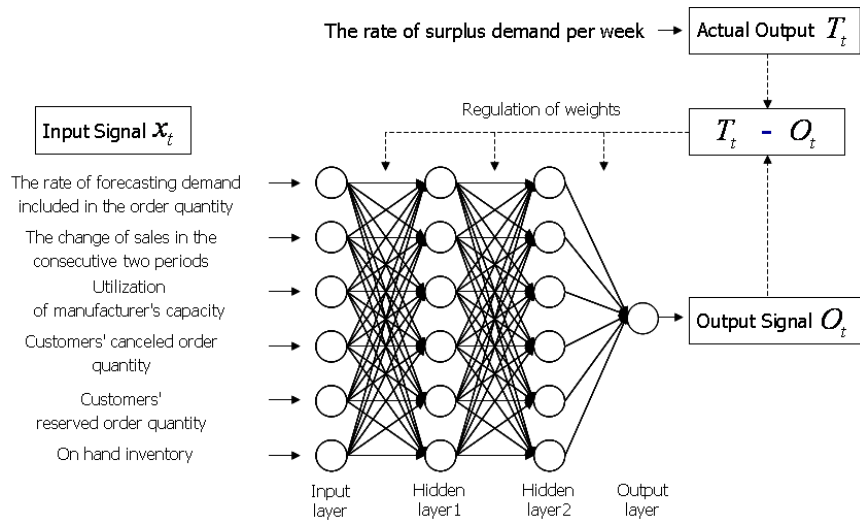 The rate of surplus demand per week
Actual Output T_t
Regulation of weights
Input Signal x_t
T_t - O_t
The rate of forecasting demand
included in the order quantity
The change of sales in the
consecutive two periods
Utilization
of manufacturer's capacity
Customers' canceled order
quantity
Customers'
reserved order quantity
On hand inventory
Output Signal O_t
Input
layer
Hidden
layer1
Hidden
layer2
Output
layer